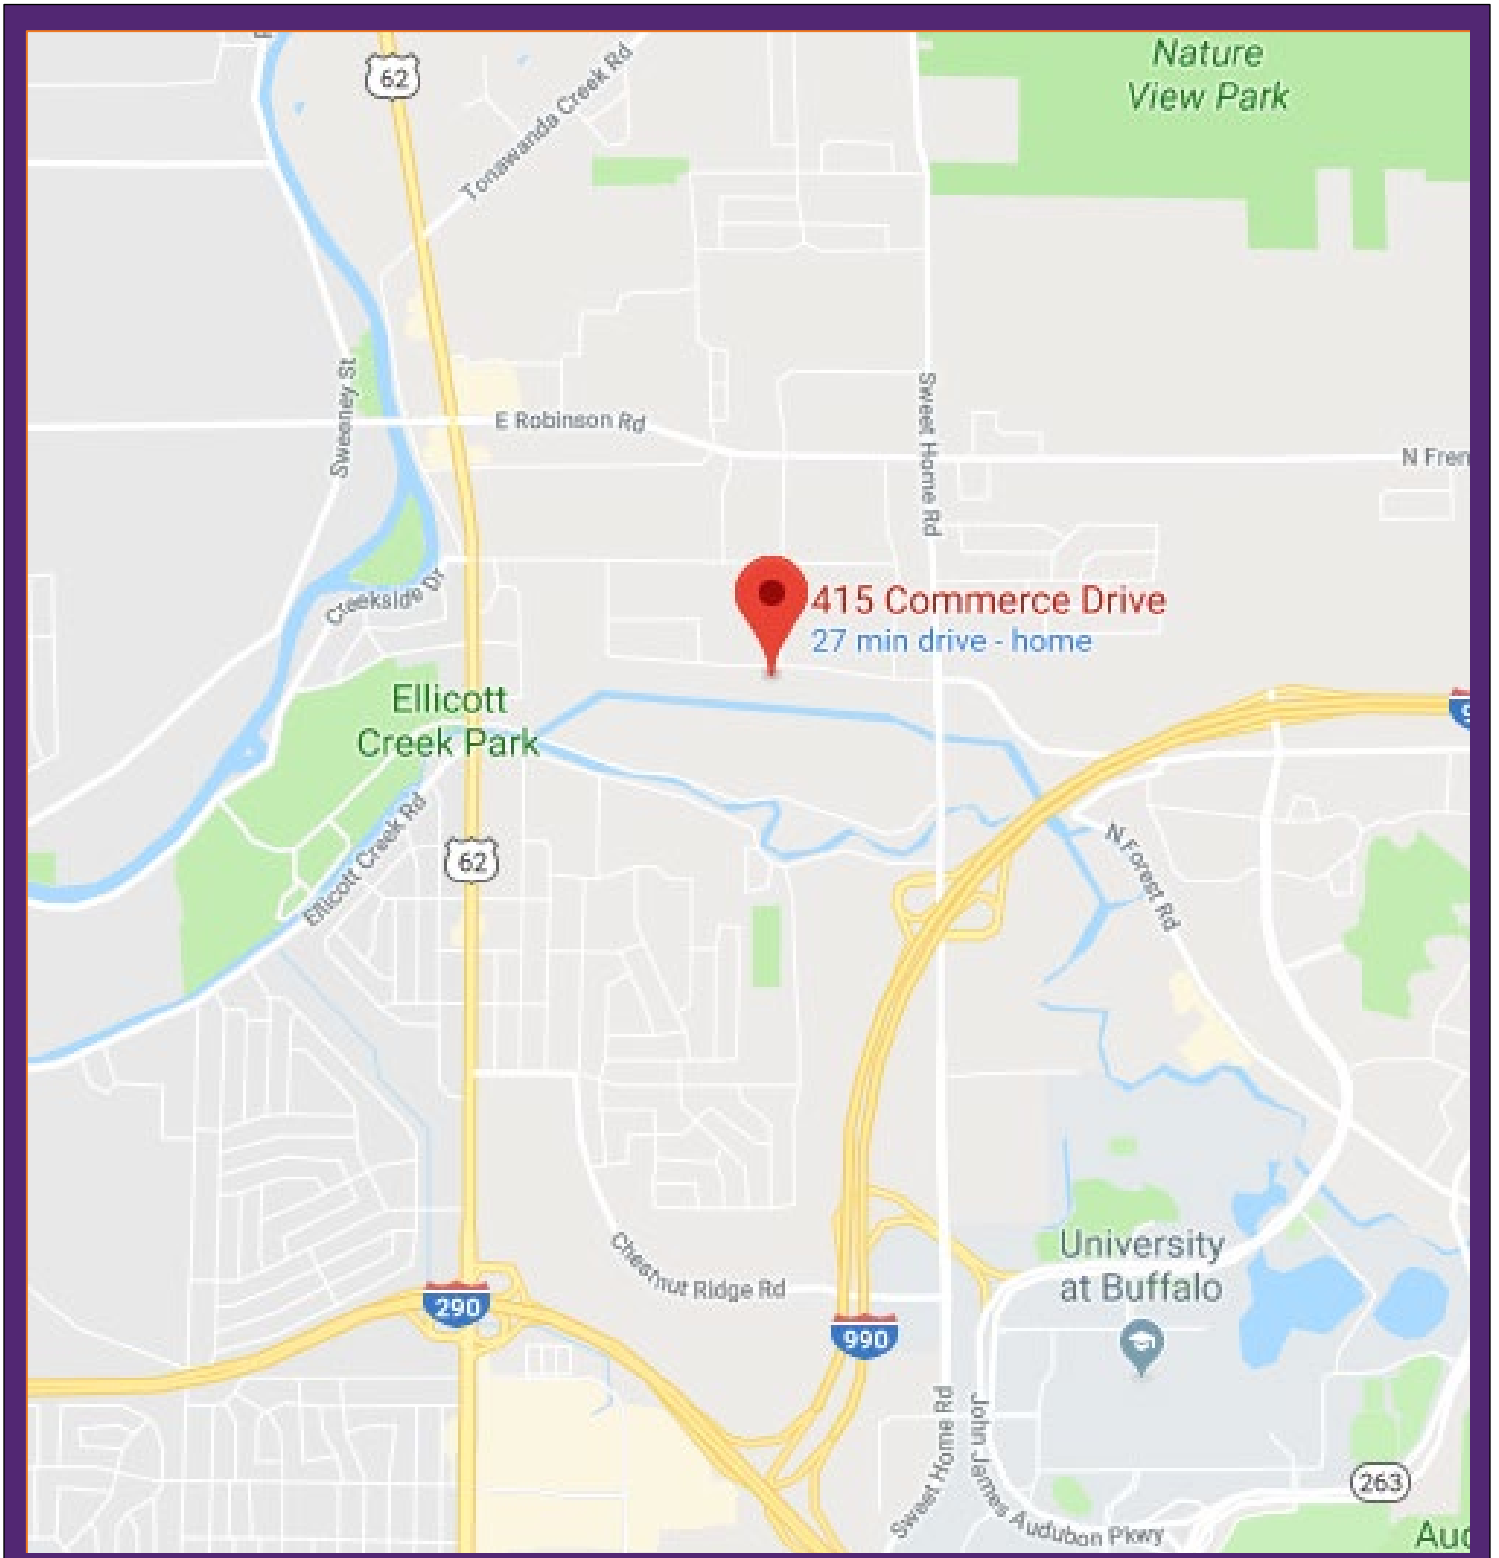 Nature
View Park
62
Tonawanda Creek Rd
Sweeney St
E Robinson Rd
Sweet Home Rd
N Fren
Creekside Dr
415 Commerce Drive
27 min drive - home
Ellicott
Creek Park
9
Ellicott Creek Rd
62
N Forest Rd
University
at Buffalo
Chestnut Ridge Rd
290
990
Sweet Home Rd
John James Audubon Pkwy
263
Aud